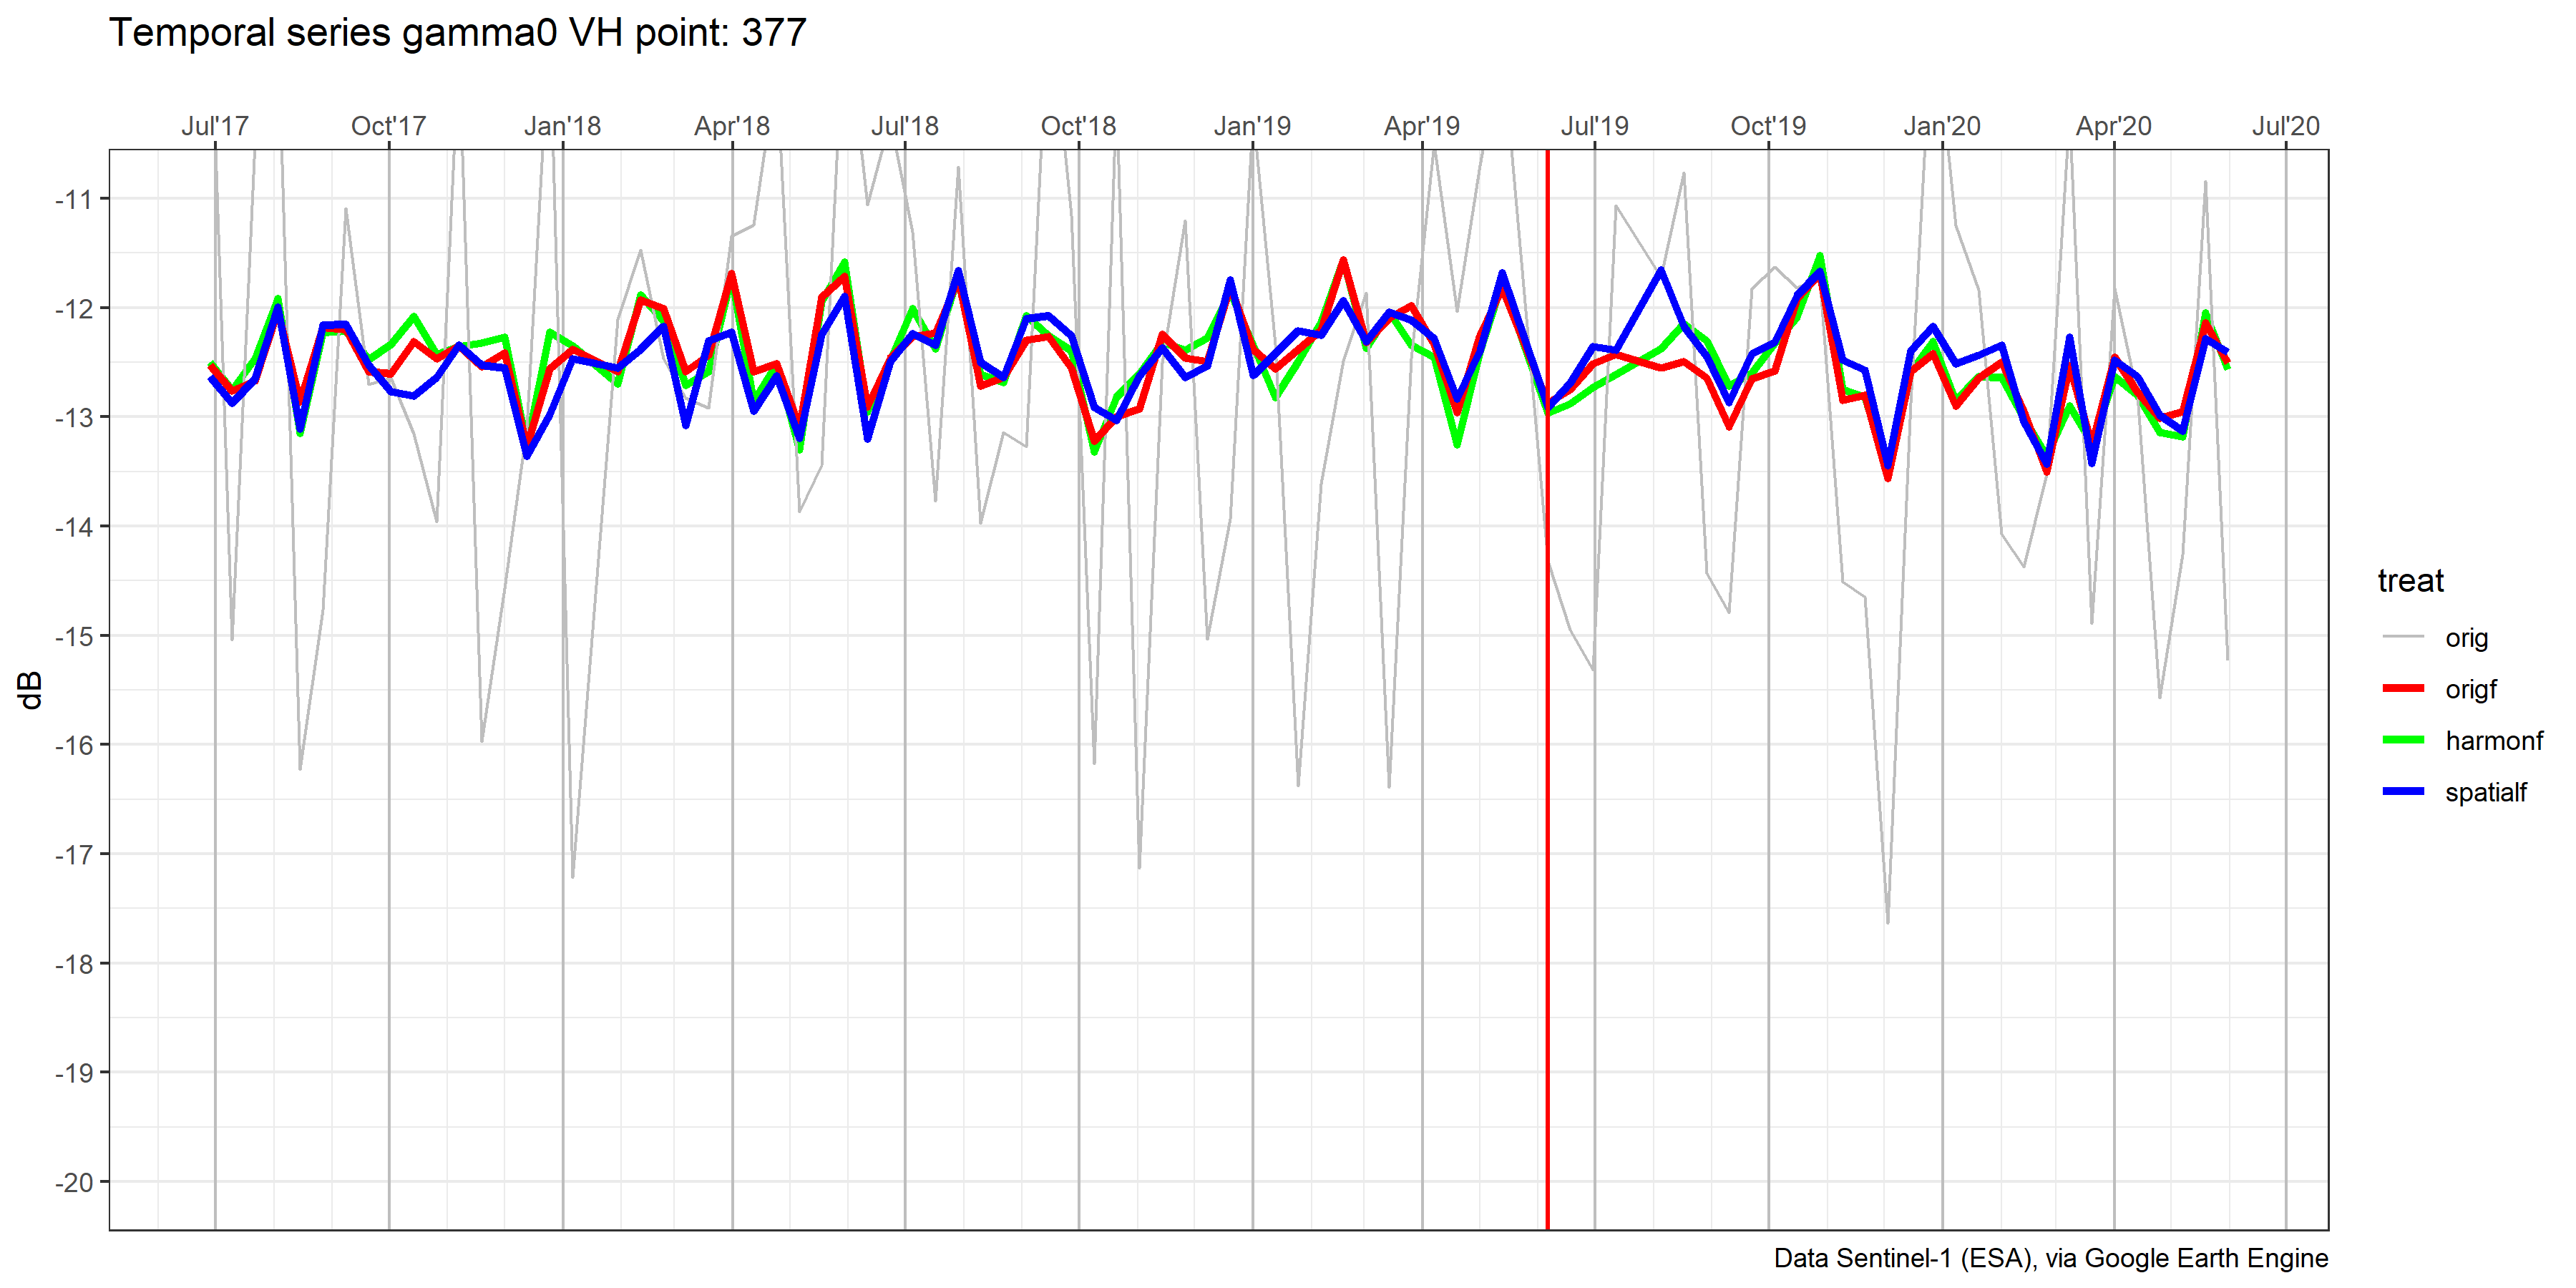 Temporal series gamma0 VH point: 377
Jul'17 Oct'17 Jan'18 Apr'18 Jul'18 Oct'18 Jan'19 Apr'19 Jul'19 Oct'19 Jan'20 Apr'20 Jul'20
-11
-12
-13
-14
-15
-16
-17
-18
-19
-20
dB
treat
orig
origf
harmonf
spatialf
Data Sentinel-1 (ESA), via Google Earth Engine